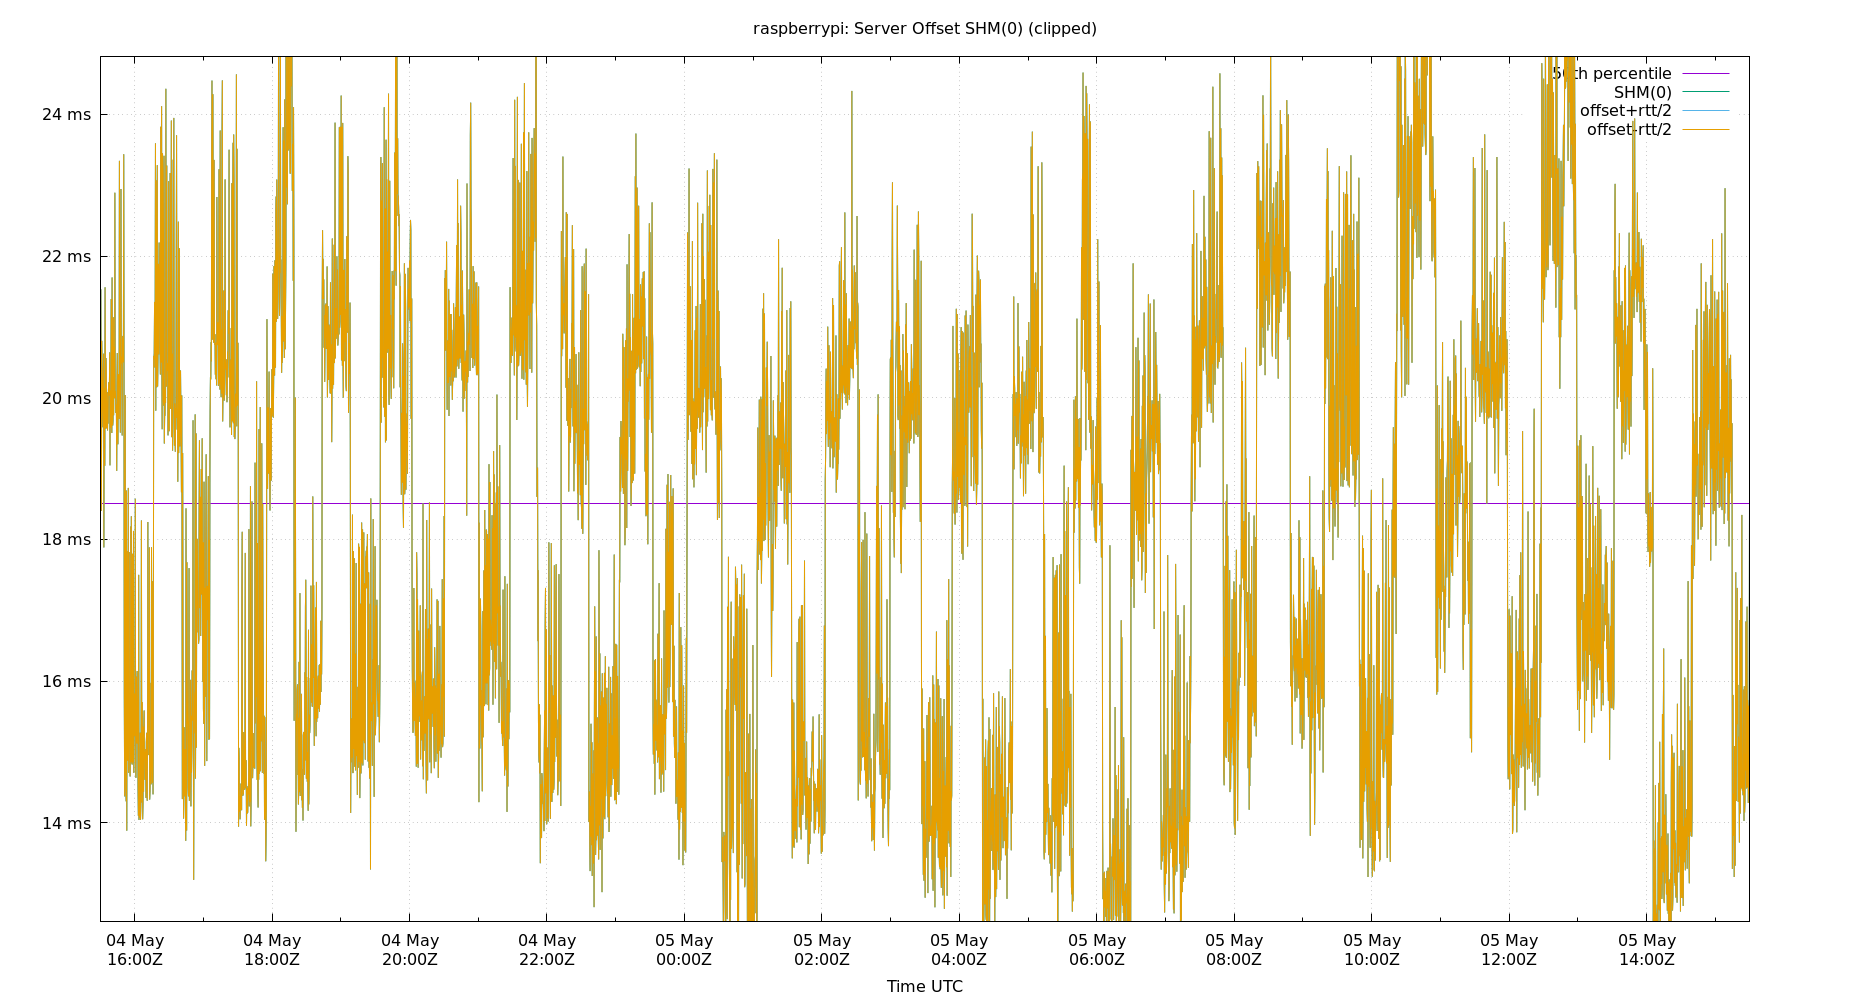 raspberrypi: Server Offset SHM(0) (clipped)
50th percentile
SHM(0)
offset+rtt/2
offset-rtt/2
24 ms
22 ms
20 ms
18 ms
16 ms
14 ms
04 May 04 May 04 May 04 May 05 May 05 May 05 May 05 May 05 May 05 May 05 May 05 May
16:00Z 18:00Z 20:00Z 22:00Z 00:00Z 02:00Z 04:00Z 06:00Z 08:00Z 10:00Z 12:00Z 14:00Z
Time UTC